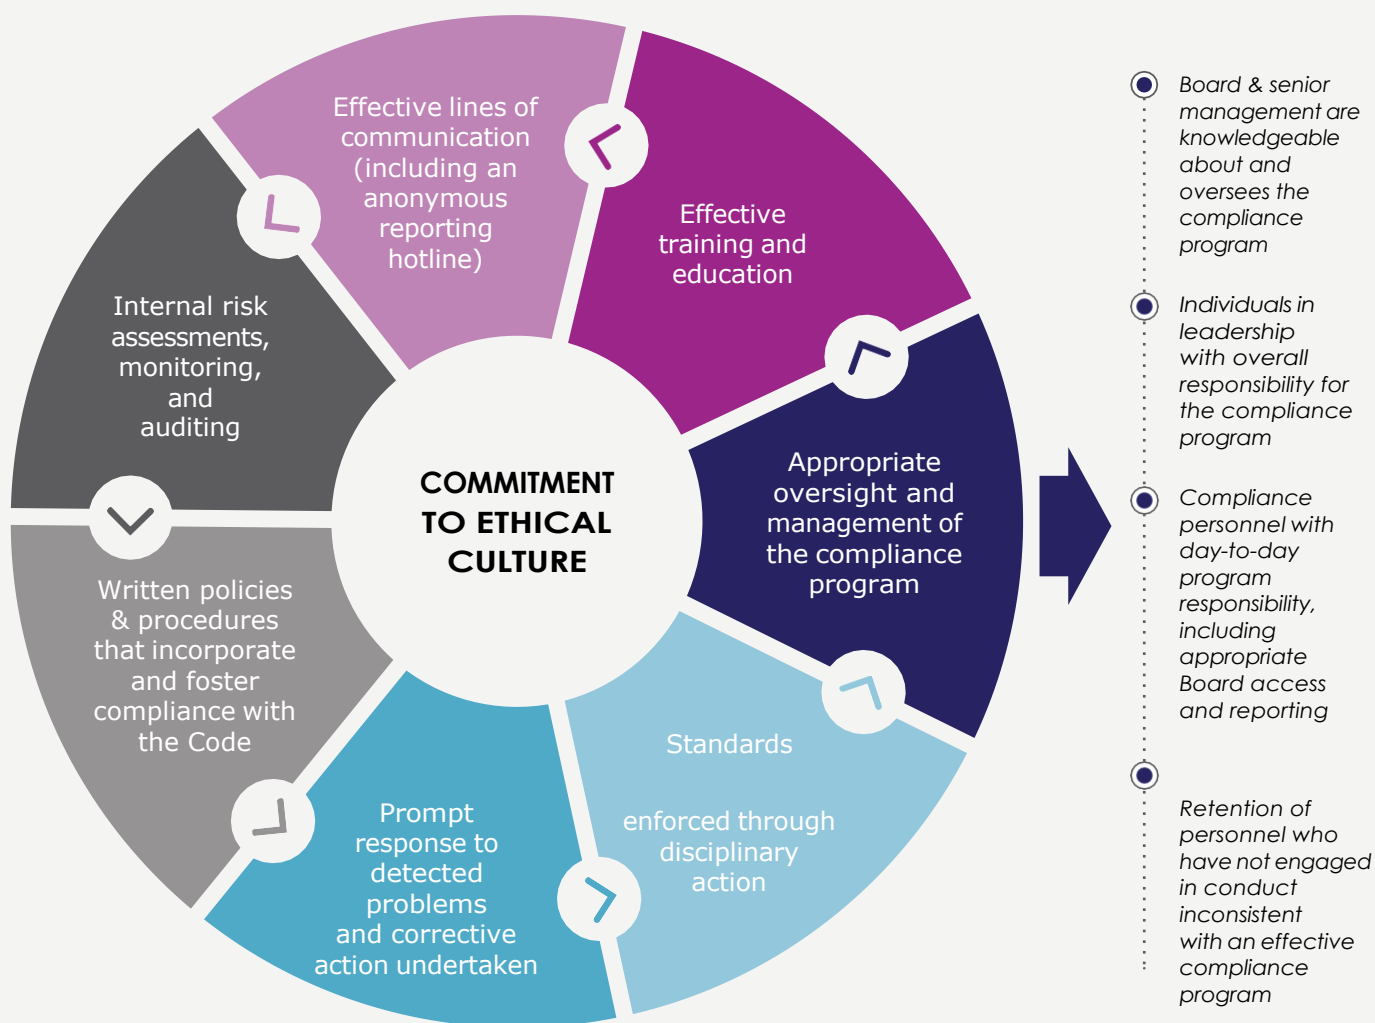 Effective lines of
communication
(including an
anonymous
reporting
hotline)
Effective
training and
education
Internal risk
assessments,
monitoring,
and
auditing
COMMITMENT
TO ETHICAL
CULTURE
Appropriate
oversight and
management of
the compliance
program
Written policies
& procedures
that incorporate
and foster
compliance with
the Code
Prompt
response to
detected
problems
and corrective
action undertaken
Standards
enforced through
disciplinary
action
Board & senior
management are
knowledgeable
about and
oversees the
compliance
program
Individuals in
leadership
with overall
responsibility for
the compliance
program
Compliance
personnel with
day-to-day
program
responsibility,
including
appropriate
Board access
and reporting
Retention of
personnel who
have not engaged
in conduct
inconsistent
with an effective
compliance
program